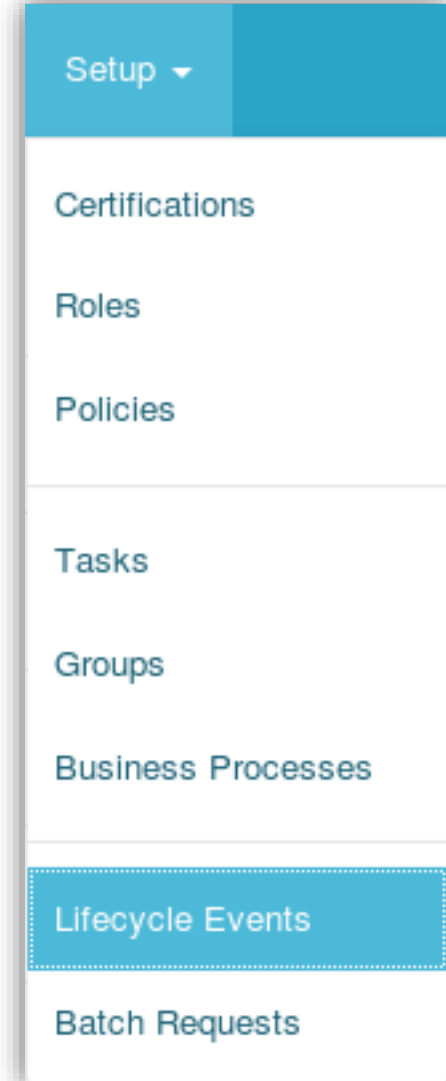 Setup
Certifications
Roles
Policies
Tasks
Groups
Business Processes
Lifecycle Events
Batch Requests